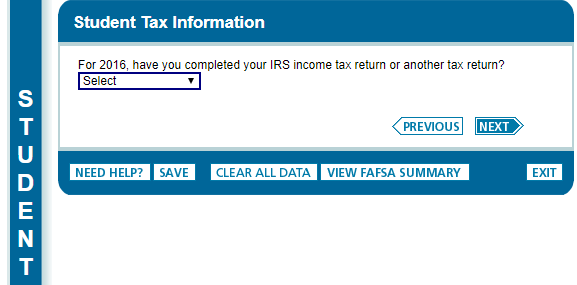 Student Tax Information
For 2016, have you completed your IRS income tax return or another tax return?
Select
PREVIOUS NEXT
NEED HELP? SAVE CLEAR ALL DATA VIEW FAFSA SUMMARY EXIT
STUDENT